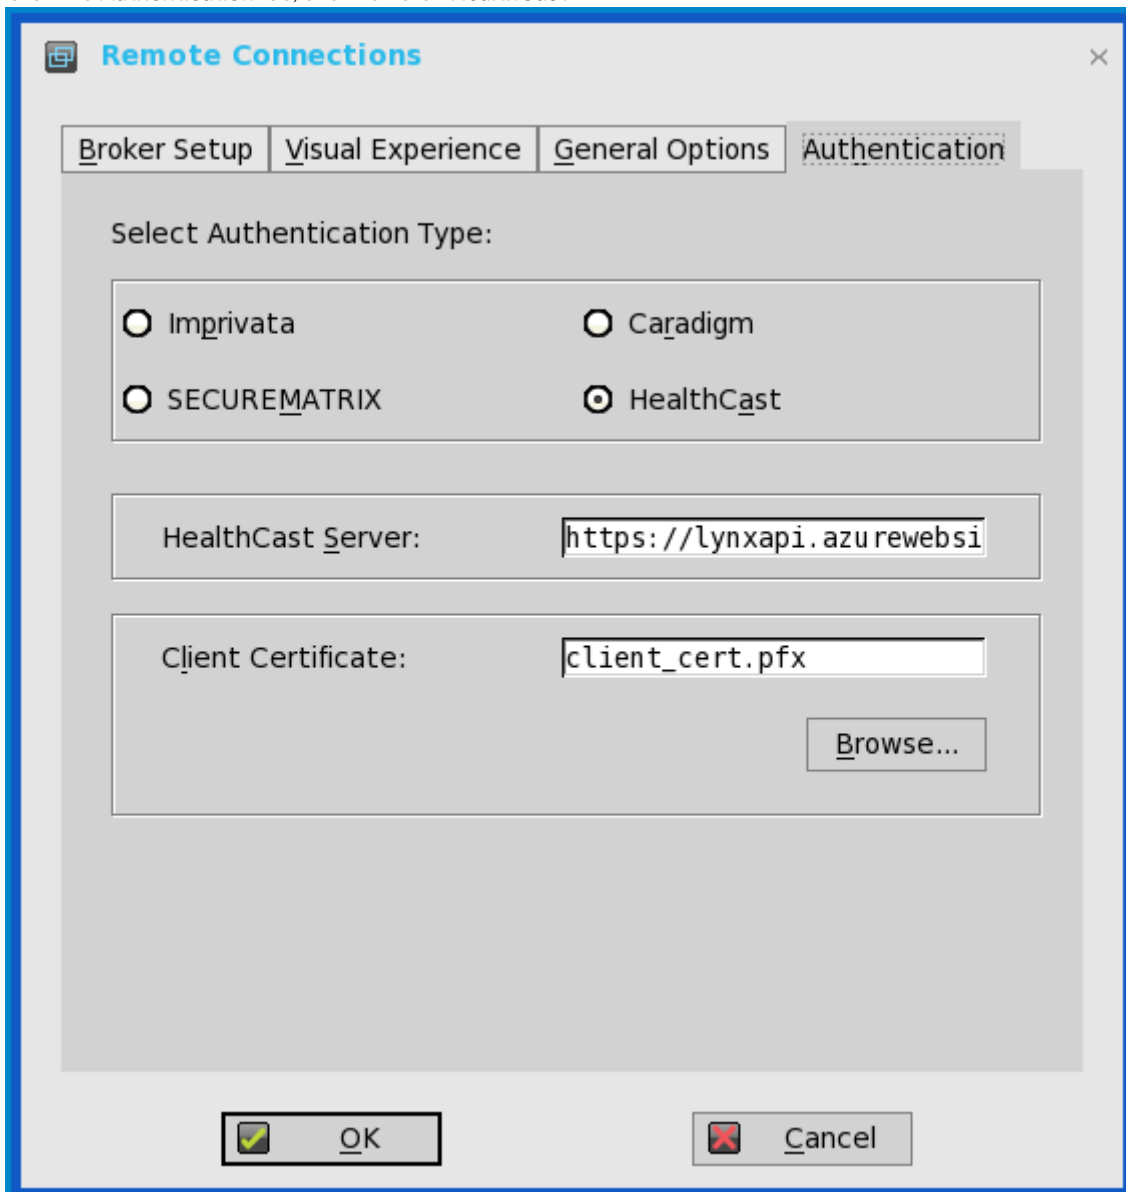 Remote Connections
Broker Setup Visual Experience General Options Authentication
Select Authentication Type:
Imprivata Caradigm
SECUREMATRIX HealthCast
HealthCast Server: https://lynxapi.azurewebsi
Client Certificate: client_cert.pfx
Browse...
OK Cancel